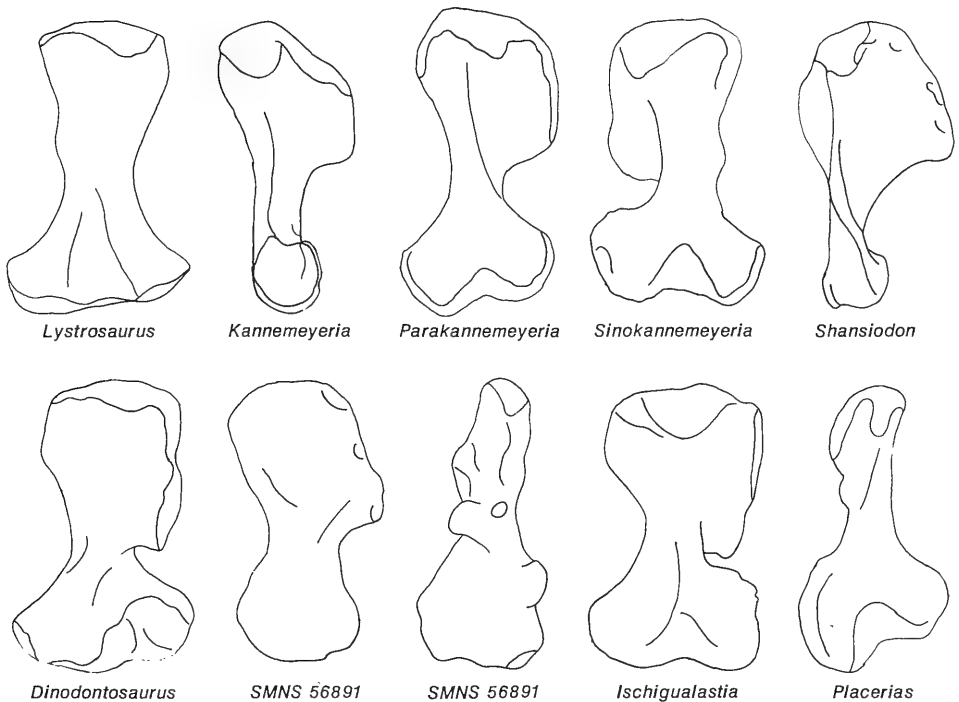 Lystrosaurus Kannemeyeria Parakannemeyeria Sinokannemeyeria Shansiodon
Dinodontosaurus SMNS 56891 SMNS 56891 Ischigualastia Placerias